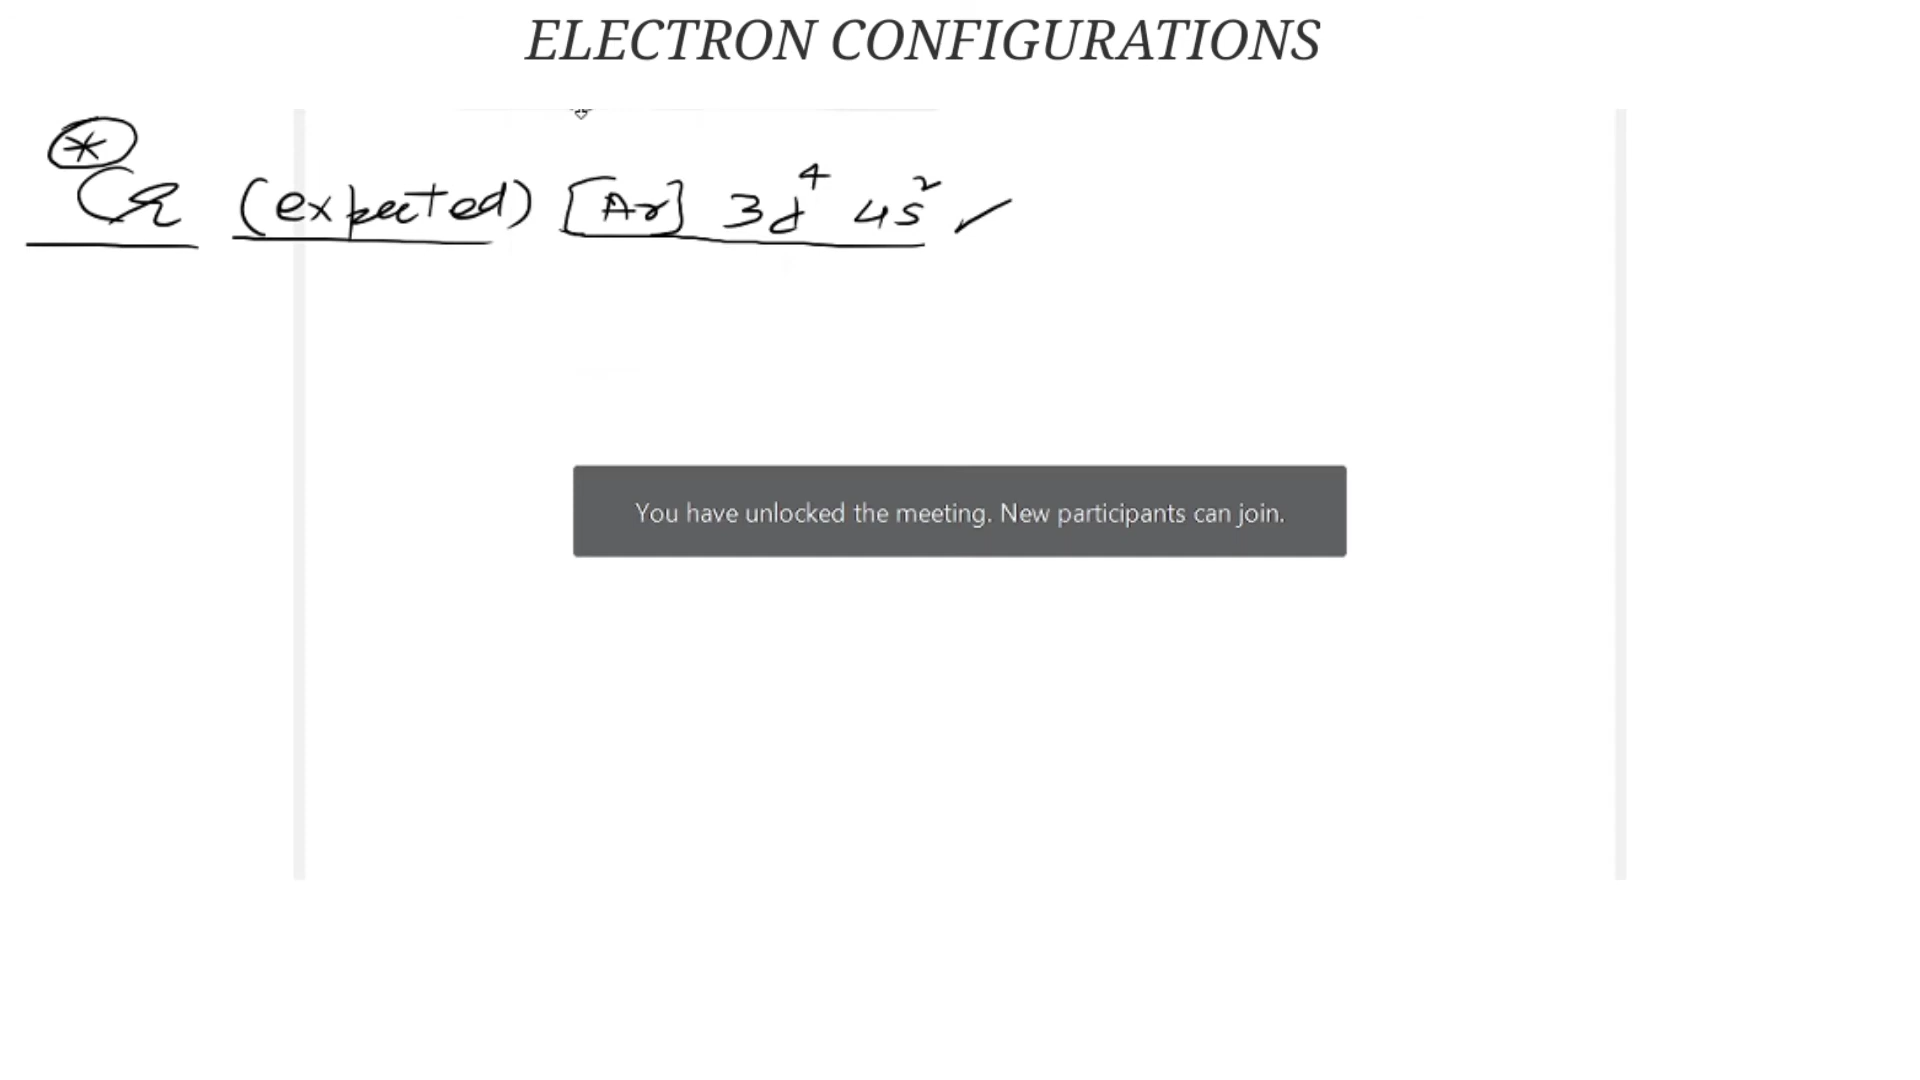 ELECTRON CONFIGURATIONS
*
Cr (expected) [Ar] 3d⁴ 4s² ✓
You have unlocked the meeting. New participants can join.